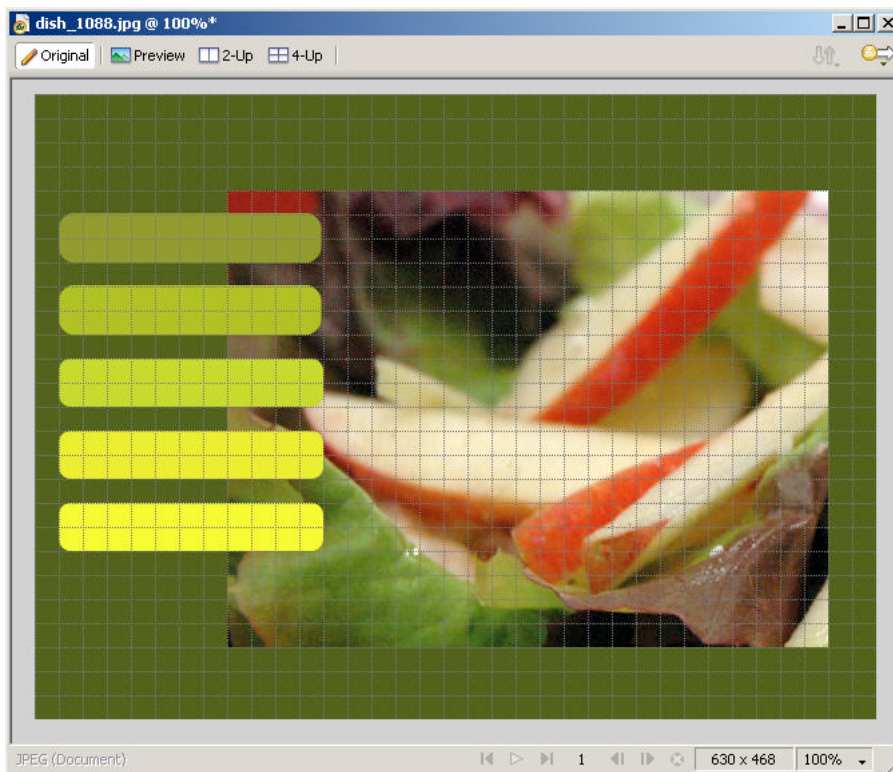 dish_1088.jpg @ 100%*
Original Preview 2-Up 4-Up
JPEG (Document) 1 630 x 468 100%